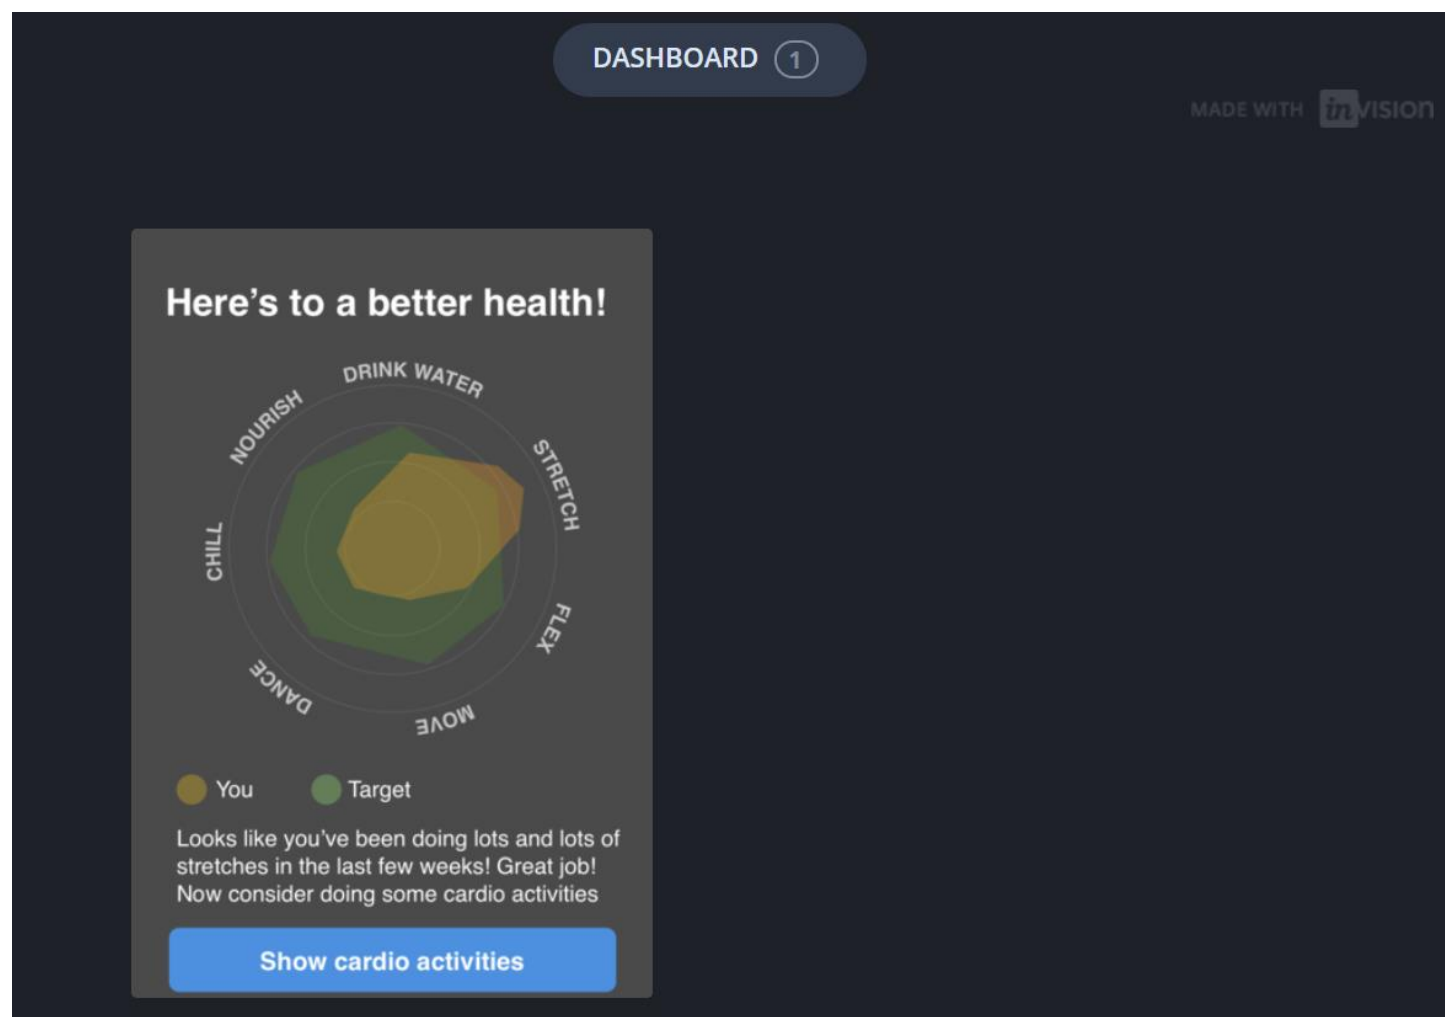 DASHBOARD 1
MADE WITH inVISION
Here's to a better health!
DRINK WATER
NOURISH
STRETCH
CHILL
FLEX
DANCE
MOVE
You Target
Looks like you've been doing lots and lots of
stretches in the last few weeks! Great job!
Now consider doing some cardio activities
Show cardio activities